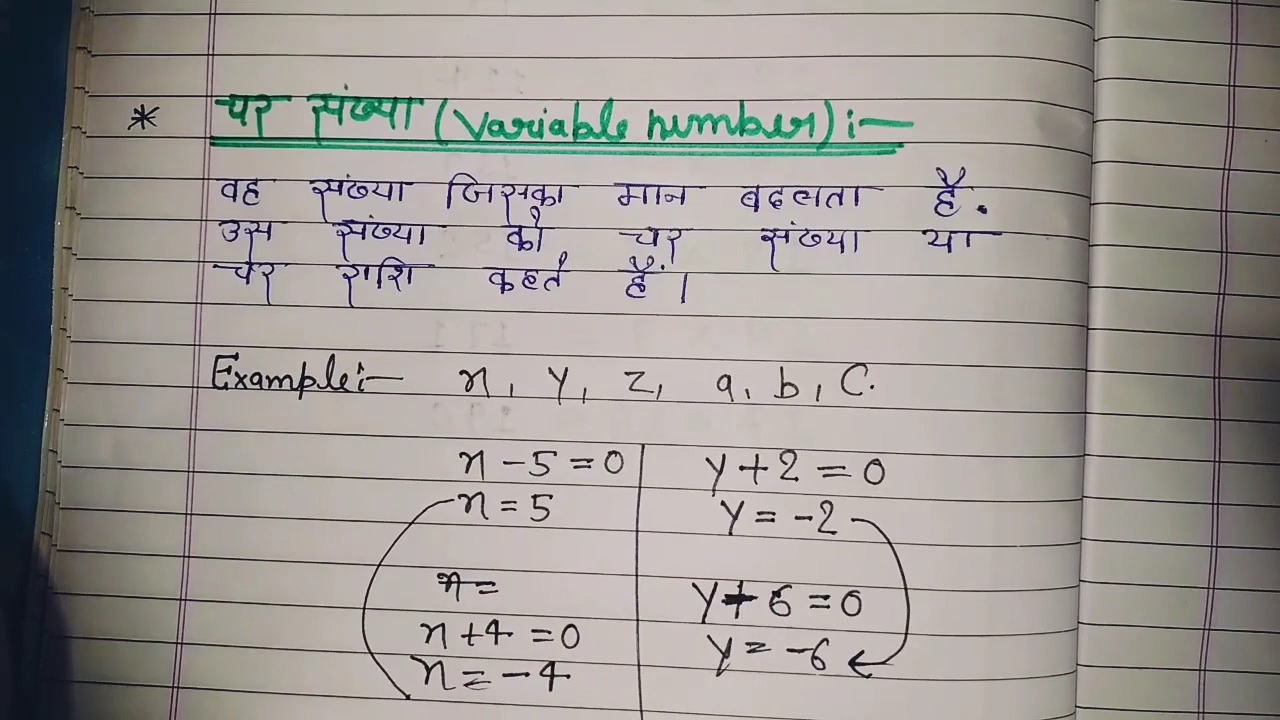 * चर संख्या (Variable number) :—
वह संख्या जिसका मान बदलता है.
उस संख्या को चर संख्या या
चर राशि कहते हैं।
Example:— x, y, z, a, b, c.
x - 5 = 0
x = 5
x =
x + 4 = 0
x = -4
y + 2 = 0
y = -2
y + 6 = 0
y = -6